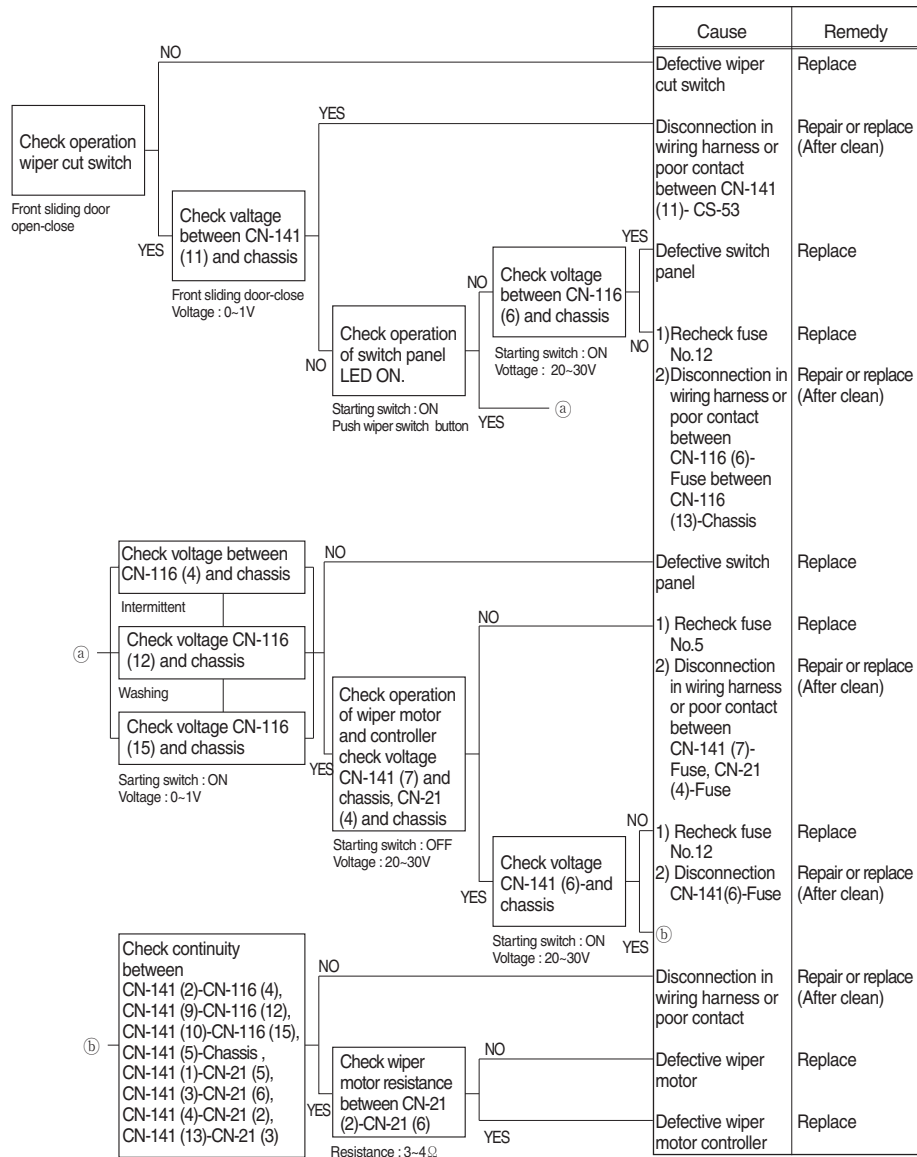 Cause
Remedy
NO
Defective wiper
cut switch
Replace
Check operation
wiper cut switch
Front sliding door
open-close
YES
YES
Disconnection in
wiring harness or
poor contact
between CN-141
(11)- CS-53
Repair or replace
(After clean)
Check valtage
between CN-141
(11) and chassis
Front sliding door-close
Voltage : 0~1V
NO
Check operation
of switch panel
LED ON.
Starting switch : ON
Push wiper switch button
NO
YES
ⓐ
Check voltage
between CN-116
(6) and chassis
Starting switch : ON
Vottage : 20~30V
YES
Defective switch
panel
Replace
NO
1)Recheck fuse
No.12
Replace
2)Disconnection in
wiring harness or
poor contact
between
CN-116 (6)-
Fuse between
CN-116
(13)-Chassis
Repair or replace
(After clean)
ⓐ
Check voltage between
CN-116 (4) and chassis
Intermittent
Check voltage CN-116
(12) and chassis
Washing
Check voltage CN-116
(15) and chassis
Sarting switch : ON
Voltage : 0~1V
NO
Defective switch
panel
Replace
YES
Check operation
of wiper motor
and controller
check voltage
CN-141 (7) and
chassis, CN-21
(4) and chassis
Starting switch : OFF
Voltage : 20~30V
NO
1) Recheck fuse
No.5
Replace
2) Disconnection
in wiring harness
or poor contact
between
CN-141 (7)-
Fuse, CN-21
(4)-Fuse
Repair or replace
(After clean)
YES
Check voltage
CN-141 (6)-and
chassis
Starting switch : ON
Voltage : 20~30V
NO
1) Recheck fuse
No.12
Replace
2) Disconnection
CN-141(6)-Fuse
Repair or replace
(After clean)
YES
ⓑ
ⓑ
Check continuity
between
CN-141 (2)-CN-116 (4),
CN-141 (9)-CN-116 (12),
CN-141 (10)-CN-116 (15),
CN-141 (5)-Chassis ,
CN-141 (1)-CN-21 (5),
CN-141 (3)-CN-21 (6),
CN-141 (4)-CN-21 (2),
CN-141 (13)-CN-21 (3)
NO
Disconnection in
wiring harness or
poor contact
Repair or replace
(After clean)
YES
Check wiper
motor resistance
between CN-21
(2)-CN-21 (6)
Resistance : 3~4Ω
NO
Defective wiper
motor
Replace
YES
Defective wiper
motor controller
Replace